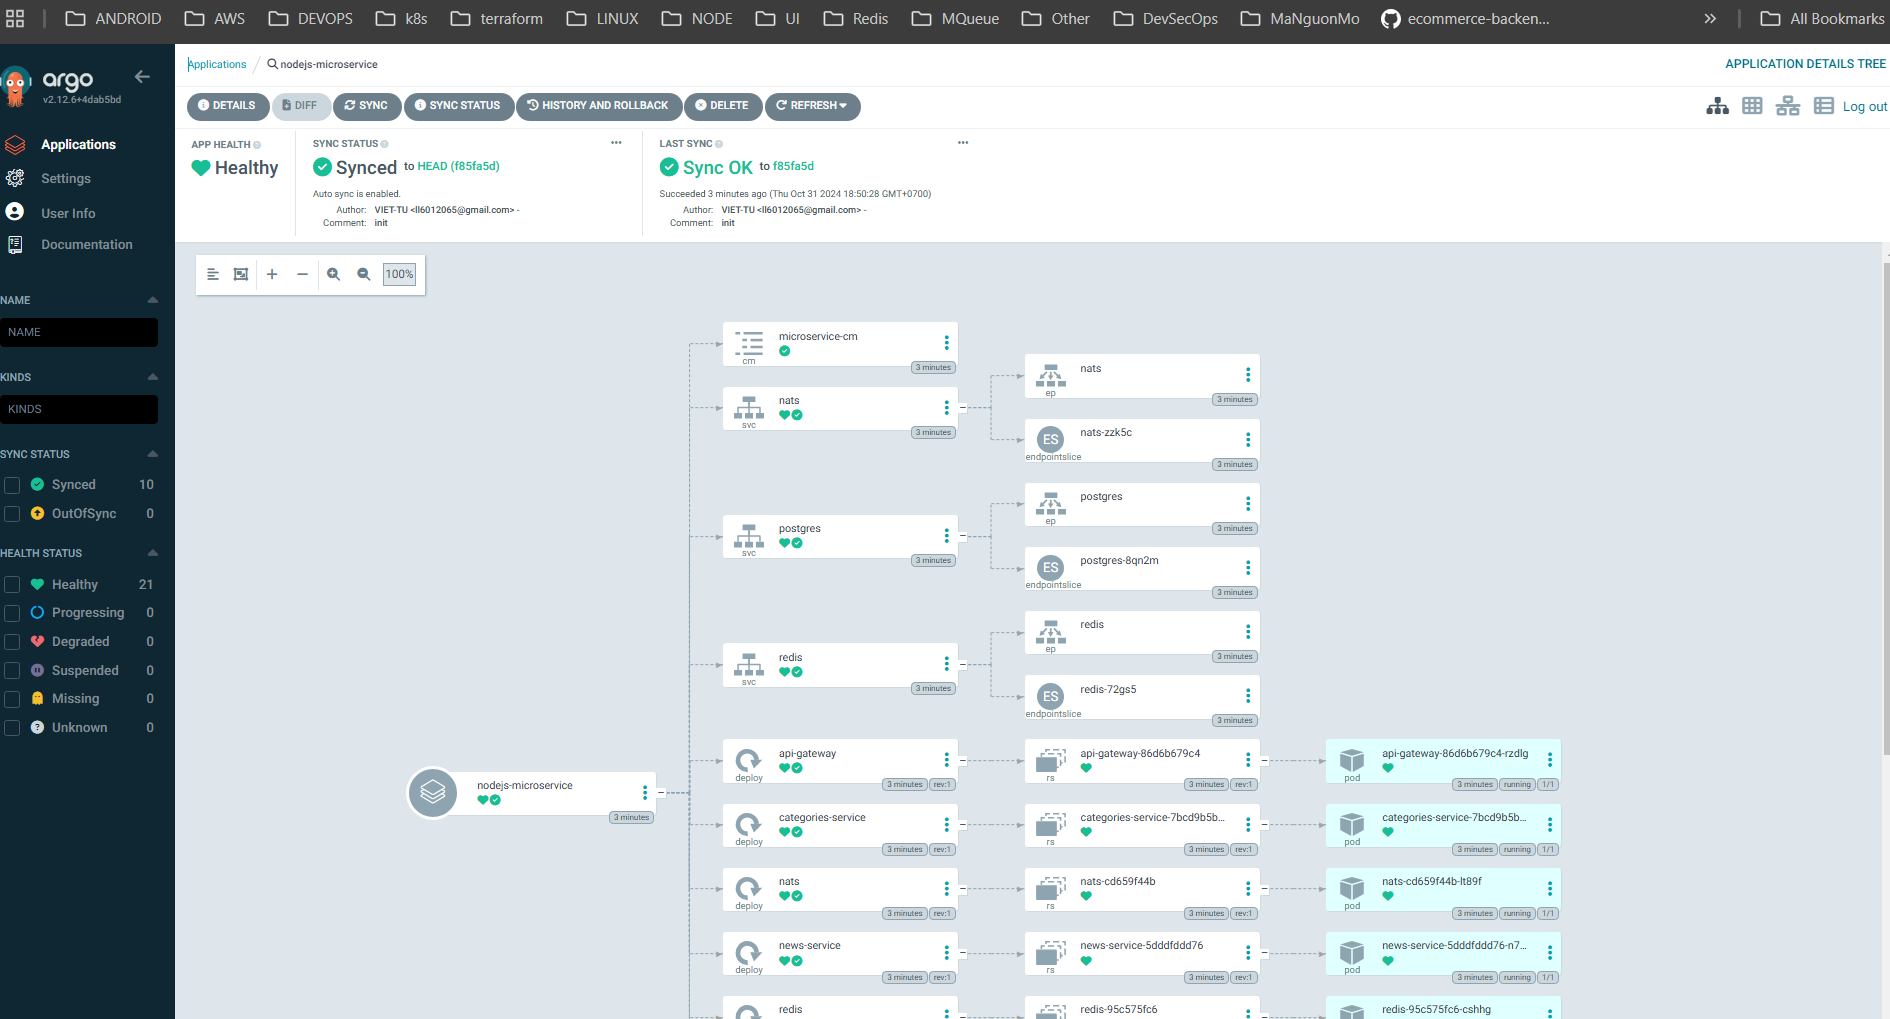 ANDROID AWS DEVOPS k8s terraform LINUX NODE UI Redis MQueue Other DevSecOps MaNguonMo ecommerce-backen... » All Bookmarks
argo
v2.12.6+4dab5bd
Applications
Settings
User Info
Documentation
NAME
NAME
KINDS
KINDS
SYNC STATUS
Synced 10
OutOfSync 0
HEALTH STATUS
Healthy 21
Progressing 0
Degraded 0
Suspended 0
Missing 0
Unknown 0
Applications / nodejs-microservice
APPLICATION DETAILS TREE
DETAILS DIFF SYNC SYNC STATUS HISTORY AND ROLLBACK DELETE REFRESH
Log out
APP HEALTH
Healthy
SYNC STATUS
Synced to HEAD (f85fa5d)
Auto sync is enabled.
Author: VIET-TU <ll6012065@gmail.com> -
Comment: init
LAST SYNC
Sync OK to f85fa5d
Succeeded 3 minutes ago (Thu Oct 31 2024 18:50:28 GMT+0700)
Author: VIET-TU <ll6012065@gmail.com> -
Comment: init
100%
nodejs-microservice
3 minutes
microservice-cm
cm
3 minutes
nats
svc
3 minutes
nats
ep
3 minutes
ES
nats-zzk5c
endpointslice
3 minutes
postgres
svc
3 minutes
postgres
ep
3 minutes
ES
postgres-8qn2m
endpointslice
3 minutes
redis
svc
3 minutes
redis
ep
3 minutes
ES
redis-72gs5
endpointslice
3 minutes
api-gateway
deploy
3 minutes rev:1
api-gateway-86d6b679c4
rs
3 minutes rev:1
api-gateway-86d6b679c4-rzdlg
pod
3 minutes running 1/1
categories-service
deploy
3 minutes rev:1
categories-service-7bcd9b5b...
rs
3 minutes rev:1
categories-service-7bcd9b5b...
pod
3 minutes running 1/1
nats
deploy
3 minutes rev:1
nats-cd659f44b
rs
3 minutes rev:1
nats-cd659f44b-lt89f
pod
3 minutes running 1/1
news-service
deploy
3 minutes rev:1
news-service-5dddfddd76
rs
3 minutes rev:1
news-service-5dddfddd76-n7...
pod
3 minutes running 1/1
redis
redis-95c575fc6
redis-95c575fc6-cshhg